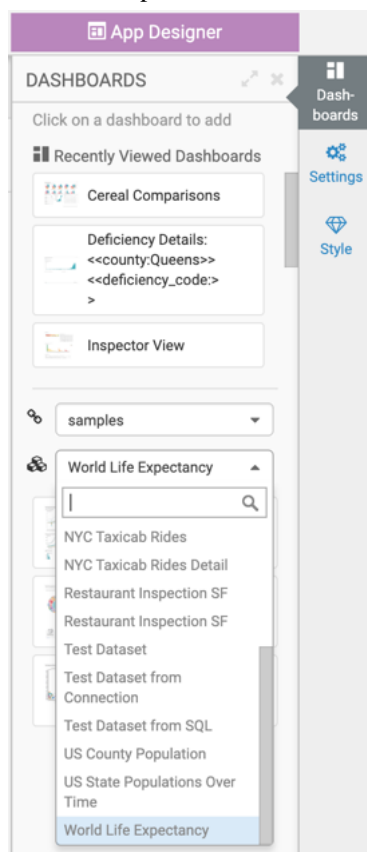 App Designer
DASHBOARDS
Dash-
boards
Click on a dashboard to add
Recently Viewed Dashboards
Settings
Cereal Comparisons
Style
Deficiency Details:
<<county:Queens>>
<<deficiency_code:>
>
Inspector View
samples
World Life Expectancy
NYC Taxicab Rides
NYC Taxicab Rides Detail
Restaurant Inspection SF
Restaurant Inspection SF
Test Dataset
Test Dataset from
Connection
Test Dataset from SQL
US County Population
US State Populations Over
Time
World Life Expectancy